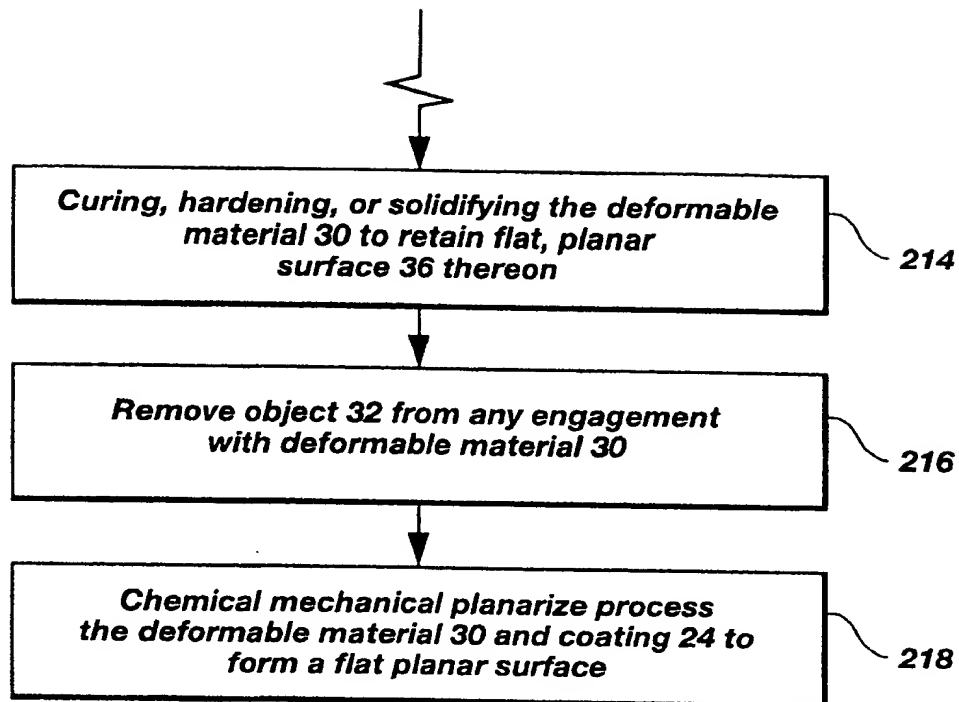 Curing, hardening, or solidifying the deformable
material 30 to retain flat, planar
surface 36 thereon
214
Remove object 32 from any engagement
with deformable material 30
216
Chemical mechanical planarize process
the deformable material 30 and coating 24 to
form a flat planar surface
218